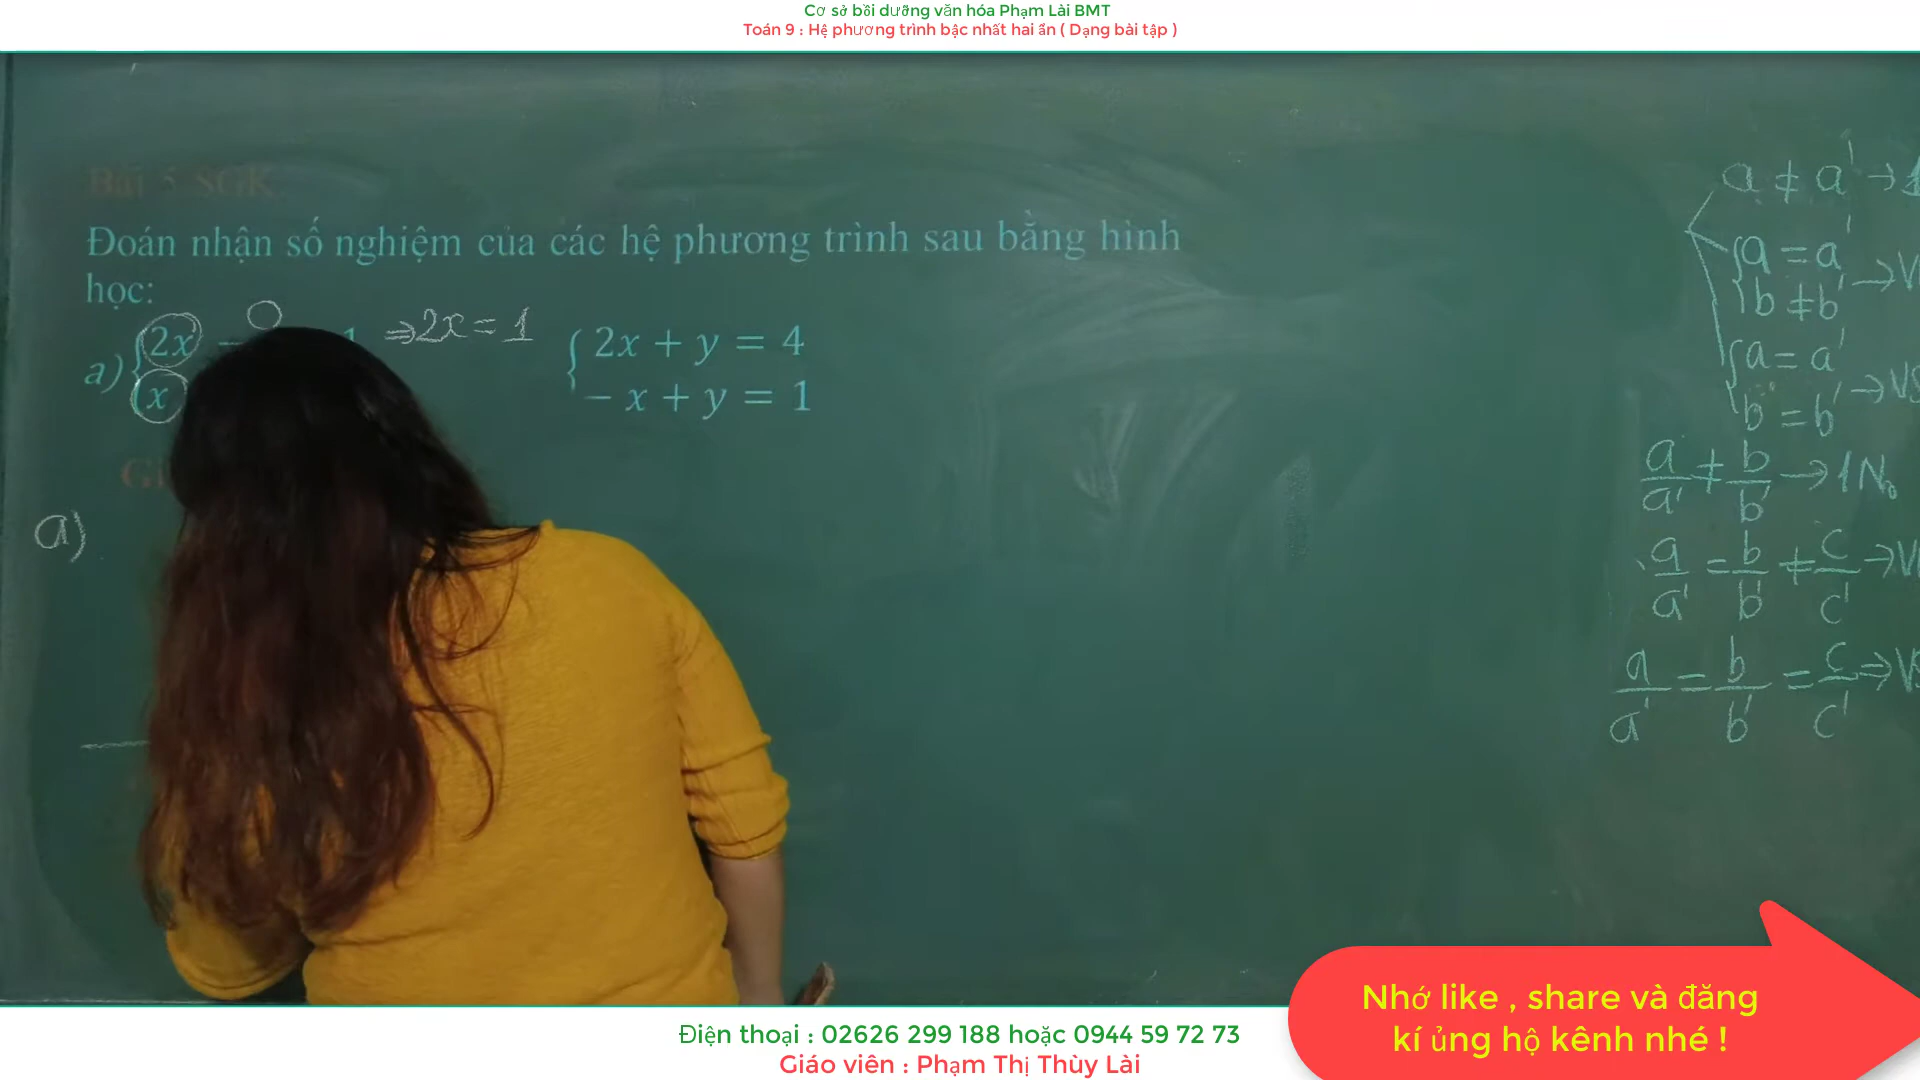 Cơ sở bồi dưỡng văn hóa Phạm Lài BMT
Toán 9 : Hệ phương trình bậc nhất hai ẩn ( Dạng bài tập )
Bài 5 SGK
Đoán nhận số nghiệm của các hệ phương trình sau bằng hình
học:
a) { 2x − 1 ⇒ 2x = 1
x
{ 2x + y = 4
− x + y = 1
a)
a ≠ a' →
{ a = a'
b ≠ b' →
{ a = a'
b = b' →
a/a' ≠ b/b' → 1N₀
a/a' = b/b' ≠ c/c' →
a/a' = b/b' = c/c' ⇒
Điện thoại : 02626 299 188 hoặc 0944 59 72 73
Giáo viên : Phạm Thị Thùy Lài
Nhớ like , share và đăng
kí ủng hộ kênh nhé !